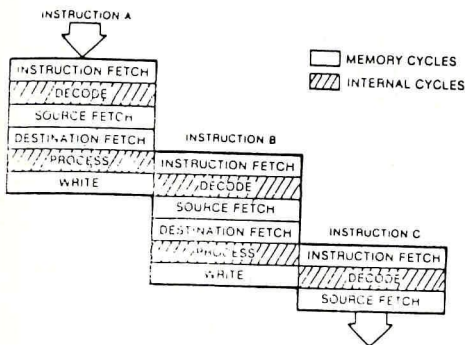 INSTRUCTION A
MEMORY CYCLES
INTERNAL CYCLES
INSTRUCTION FETCH
DECODE
SOURCE FETCH
DESTINATION FETCH
PROCESS
WRITE
INSTRUCTION B
INSTRUCTION FETCH
DECODE
SOURCE FETCH
DESTINATION FETCH
PROCESS
WRITE
INSTRUCTION C
INSTRUCTION FETCH
DECODE
SOURCE FETCH